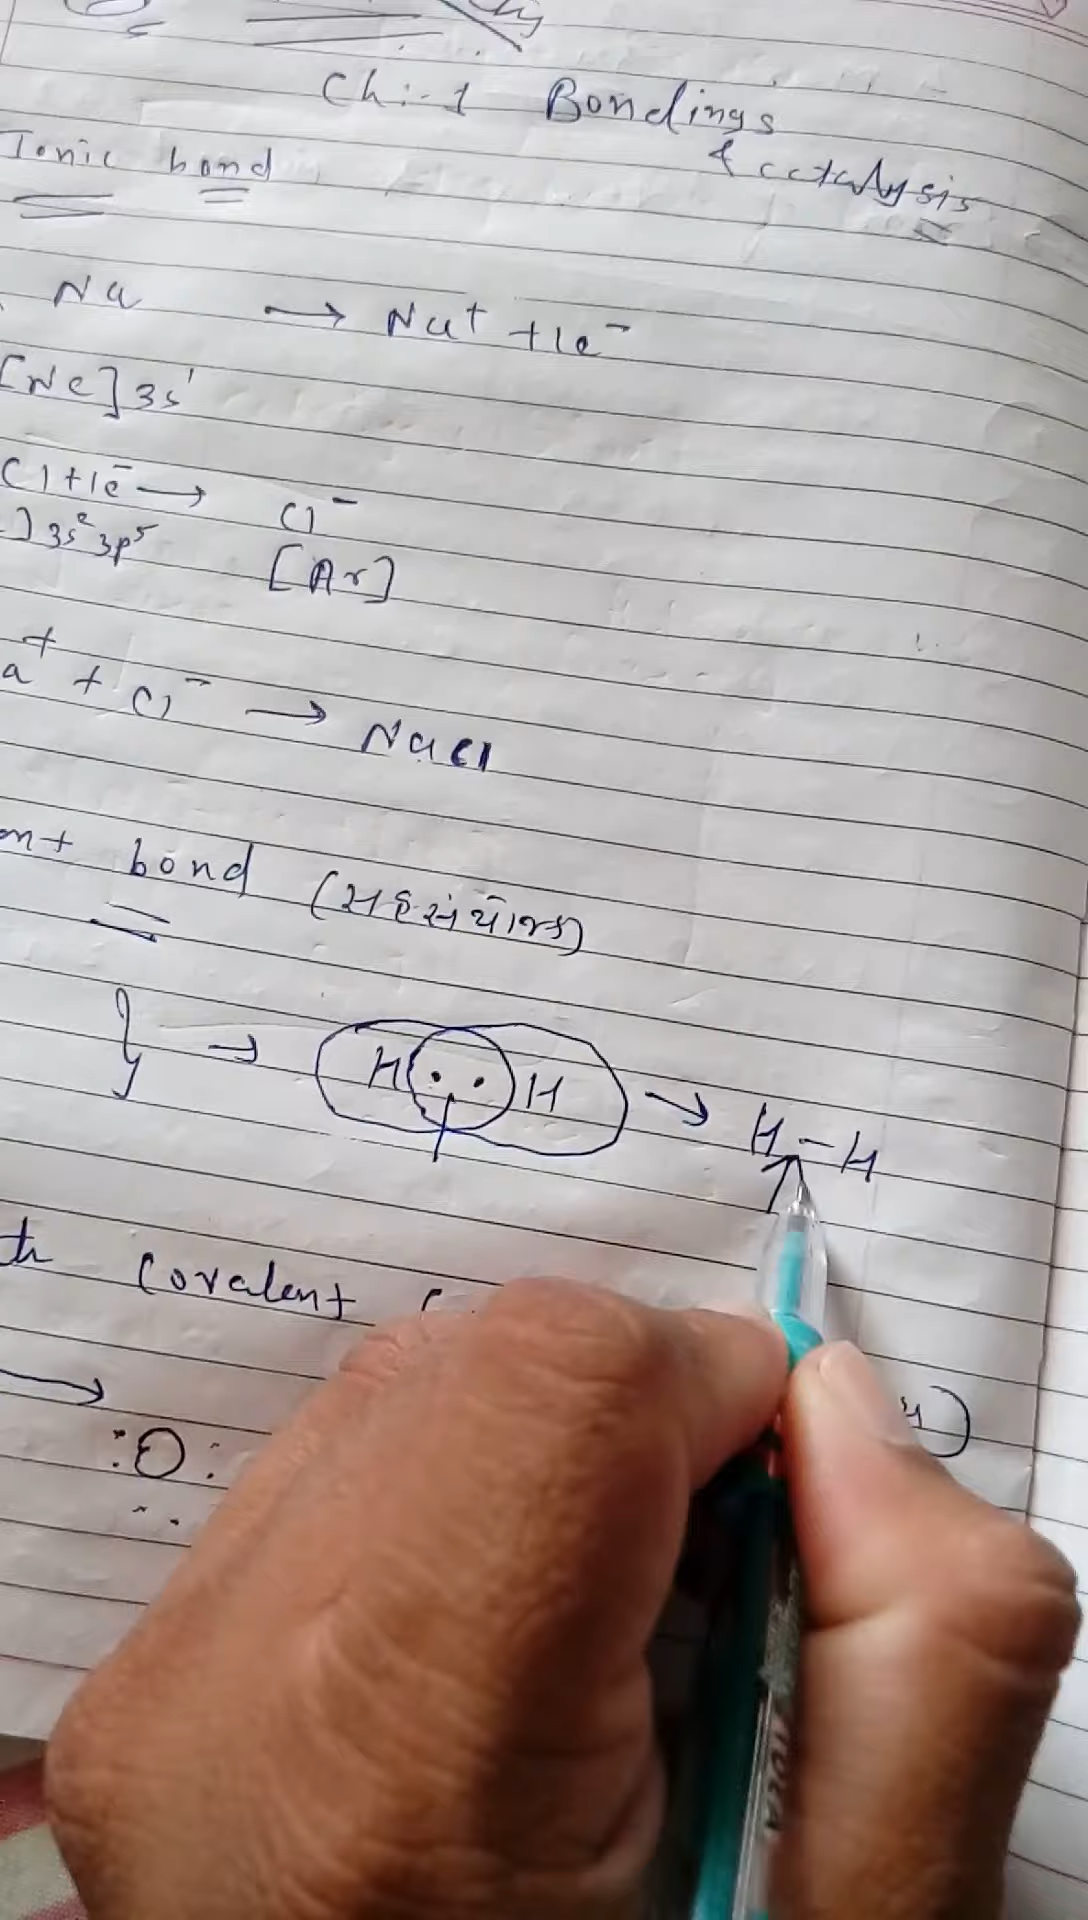 Ch:-1 Bondings
& catalysis
Ionic bond
Na → Na⁺ + 1e⁻
[Ne] 3s¹
Cl + 1e⁻ → Cl⁻
] 3s² 3p⁵ [Ar]
a⁺ + Cl⁻ → NaCl
nt bond (સહસંયોજક)
} → H : H → H - H
Covalent
→
:O: